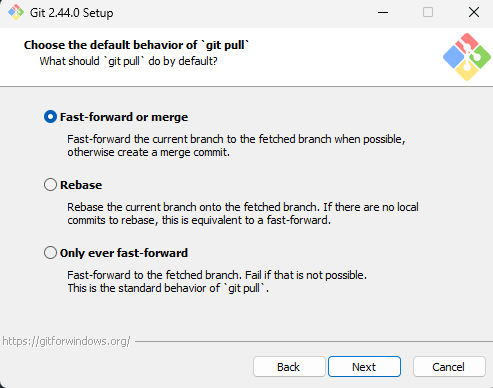 Git 2.44.0 Setup
Choose the default behavior of `git pull`
What should `git pull` do by default?
Fast-forward or merge
Fast-forward the current branch to the fetched branch when possible,
otherwise create a merge commit.
Rebase
Rebase the current branch onto the fetched branch. If there are no local
commits to rebase, this is equivalent to a fast-forward.
Only ever fast-forward
Fast-forward to the fetched branch. Fail if that is not possible.
This is the standard behavior of `git pull`.
https://gitforwindows.org/
Back
Next
Cancel